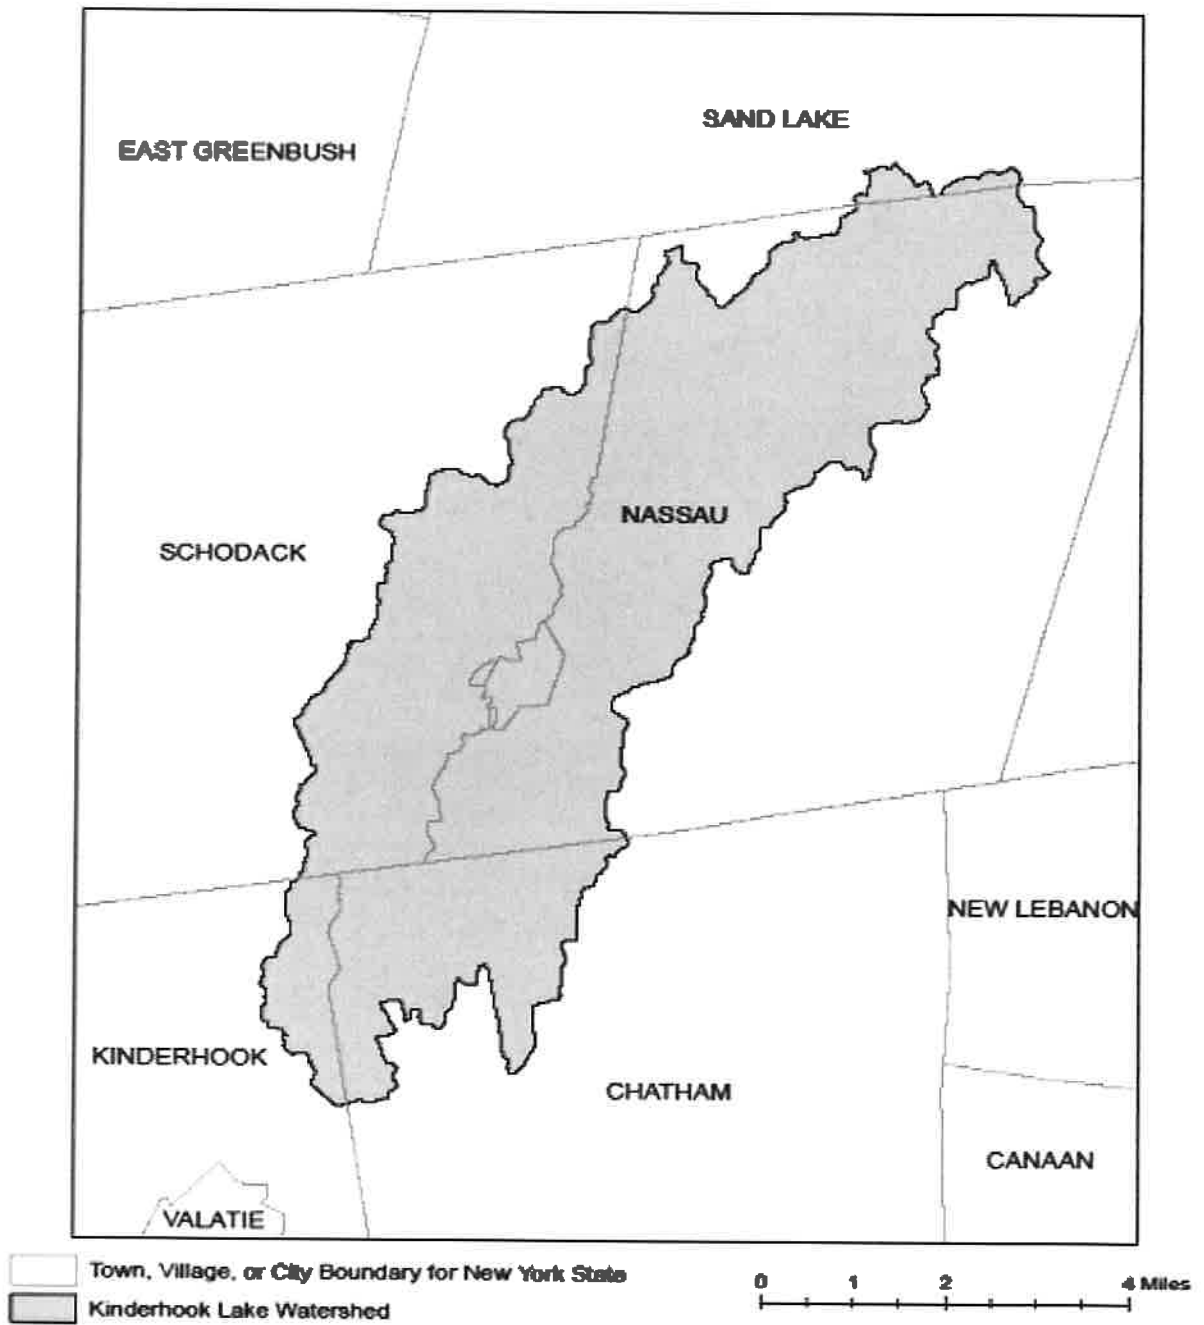 SAND LAKE
EAST GREENBUSH
NASSAU
SCHODACK
NEW LEBANON
KINDERHOOK
CHATHAM
CANAAN
VALATIE
Town, Village, or City Boundary for New York State
Kinderhook Lake Watershed
0 1 2 4 Miles